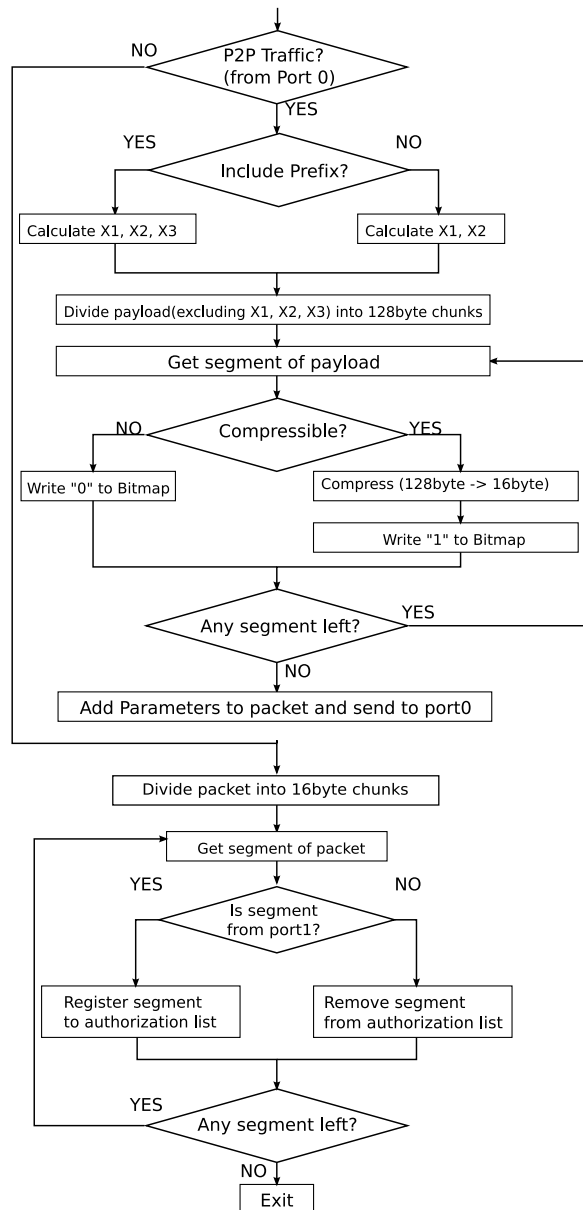 P2P Traffic?
(from Port 0)
NO
YES
YES
NO
Include Prefix?
Calculate X1, X2, X3
Calculate X1, X2
Divide payload(excluding X1, X2, X3) into 128byte chunks
Get segment of payload
NO
YES
Compressible?
Write "0" to Bitmap
Compress (128byte -> 16byte)
Write "1" to Bitmap
Any segment left?
YES
NO
Add Parameters to packet and send to port0
Divide packet into 16byte chunks
Get segment of packet
YES
NO
Is segment
from port1?
Register segment
to authorization list
Remove segment
from authorization list
YES
Any segment left?
NO
Exit